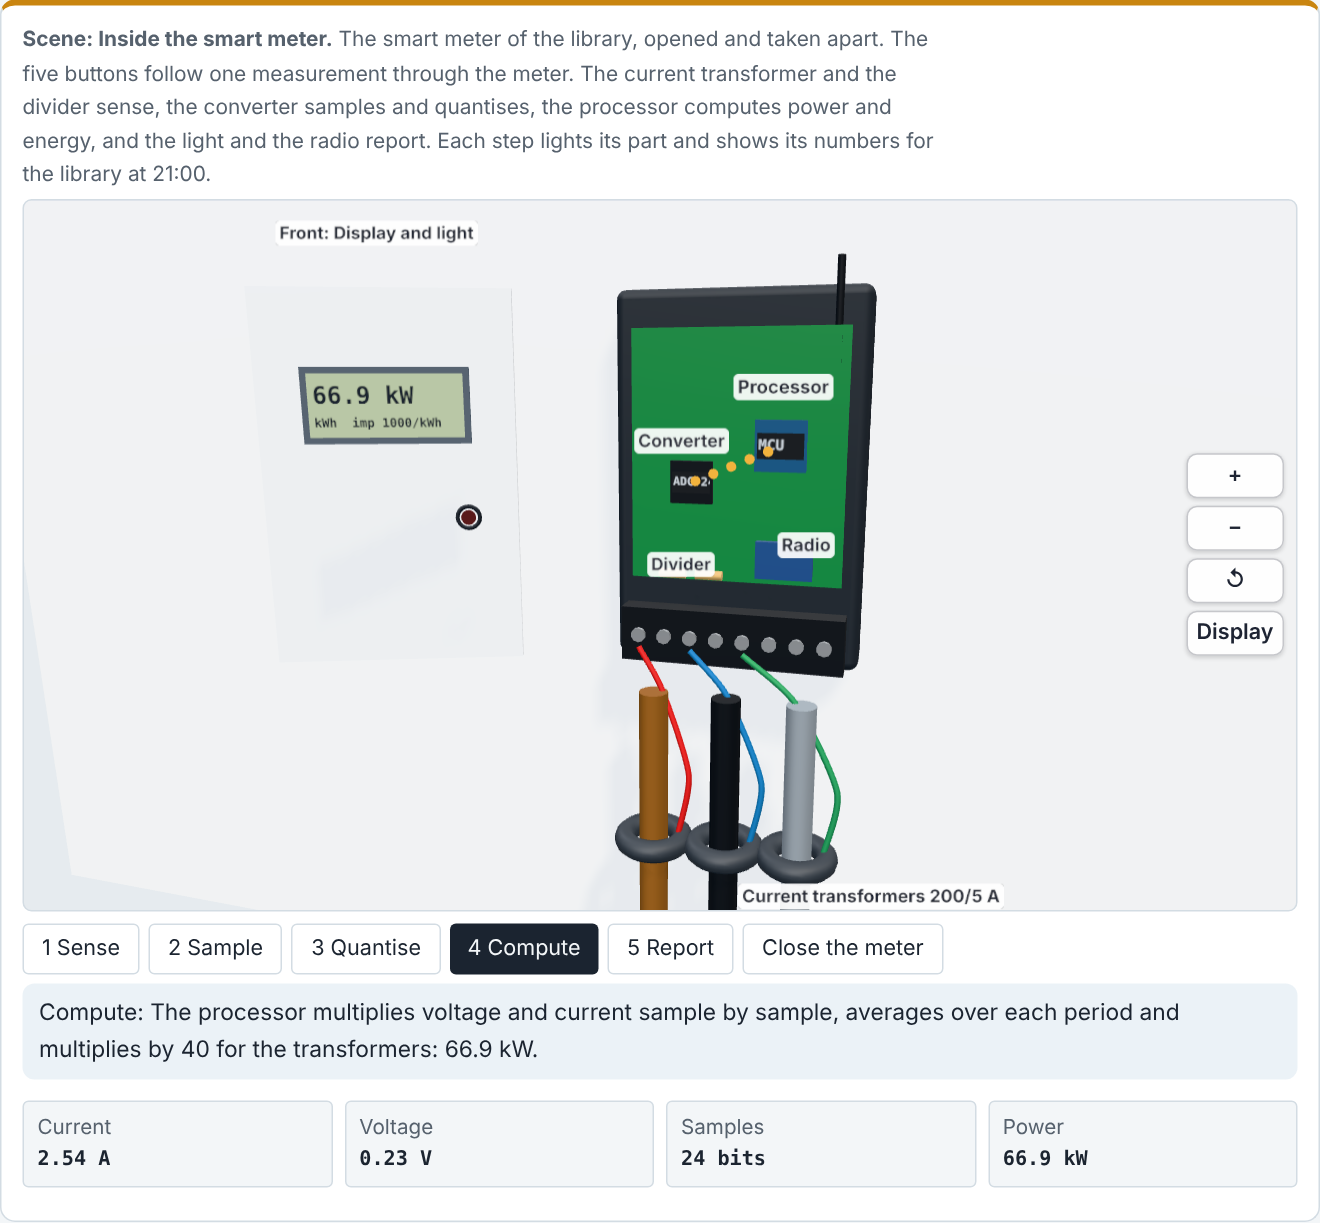 Scene: Inside the smart meter. The smart meter of the library, opened and taken apart. The
five buttons follow one measurement through the meter. The current transformer and the
divider sense, the converter samples and quantises, the processor computes power and
energy, and the light and the radio report. Each step lights its part and shows its numbers for
the library at 21:00.
Front: Display and light
66.9 kW
kWh imp 1000/kWh
Processor
MCU
Converter
Radio
Divider
+
−
↺
Display
Current transformers 200/5 A
1 Sense
2 Sample
3 Quantise
4 Compute
5 Report
Close the meter
Compute: The processor multiplies voltage and current sample by sample, averages over each period and
multiplies by 40 for the transformers: 66.9 kW.
Current
2.54 A
Voltage
0.23 V
Samples
24 bits
Power
66.9 kW